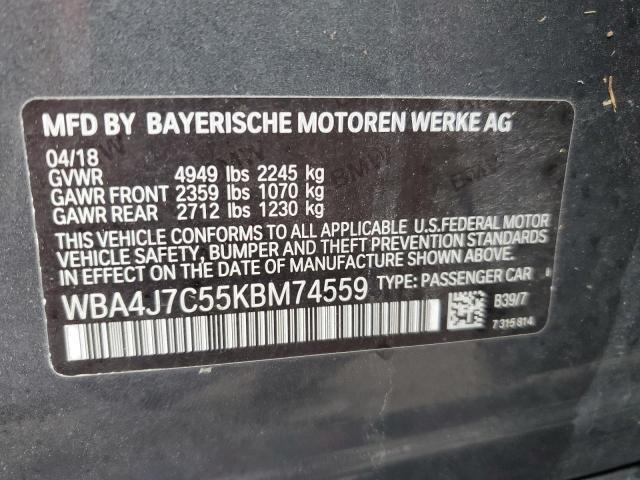 MFD BY BAYERISCHE MOTOREN WERKE AG
04/18
GVWR 4949 lbs 2245 kg
GAWR FRONT 2359 lbs 1070 kg
GAWR REAR 2712 lbs 1230 kg
THIS VEHICLE CONFORMS TO ALL APPLICABLE U.S.FEDERAL MOTOR
VEHICLE SAFETY, BUMPER AND THEFT PREVENTION STANDARDS
IN EFFECT ON THE DATE OF MANUFACTURE SHOWN ABOVE.
WBA4J7C55KBM74559 TYPE: PASSENGER CAR
B39/7
7 315 814